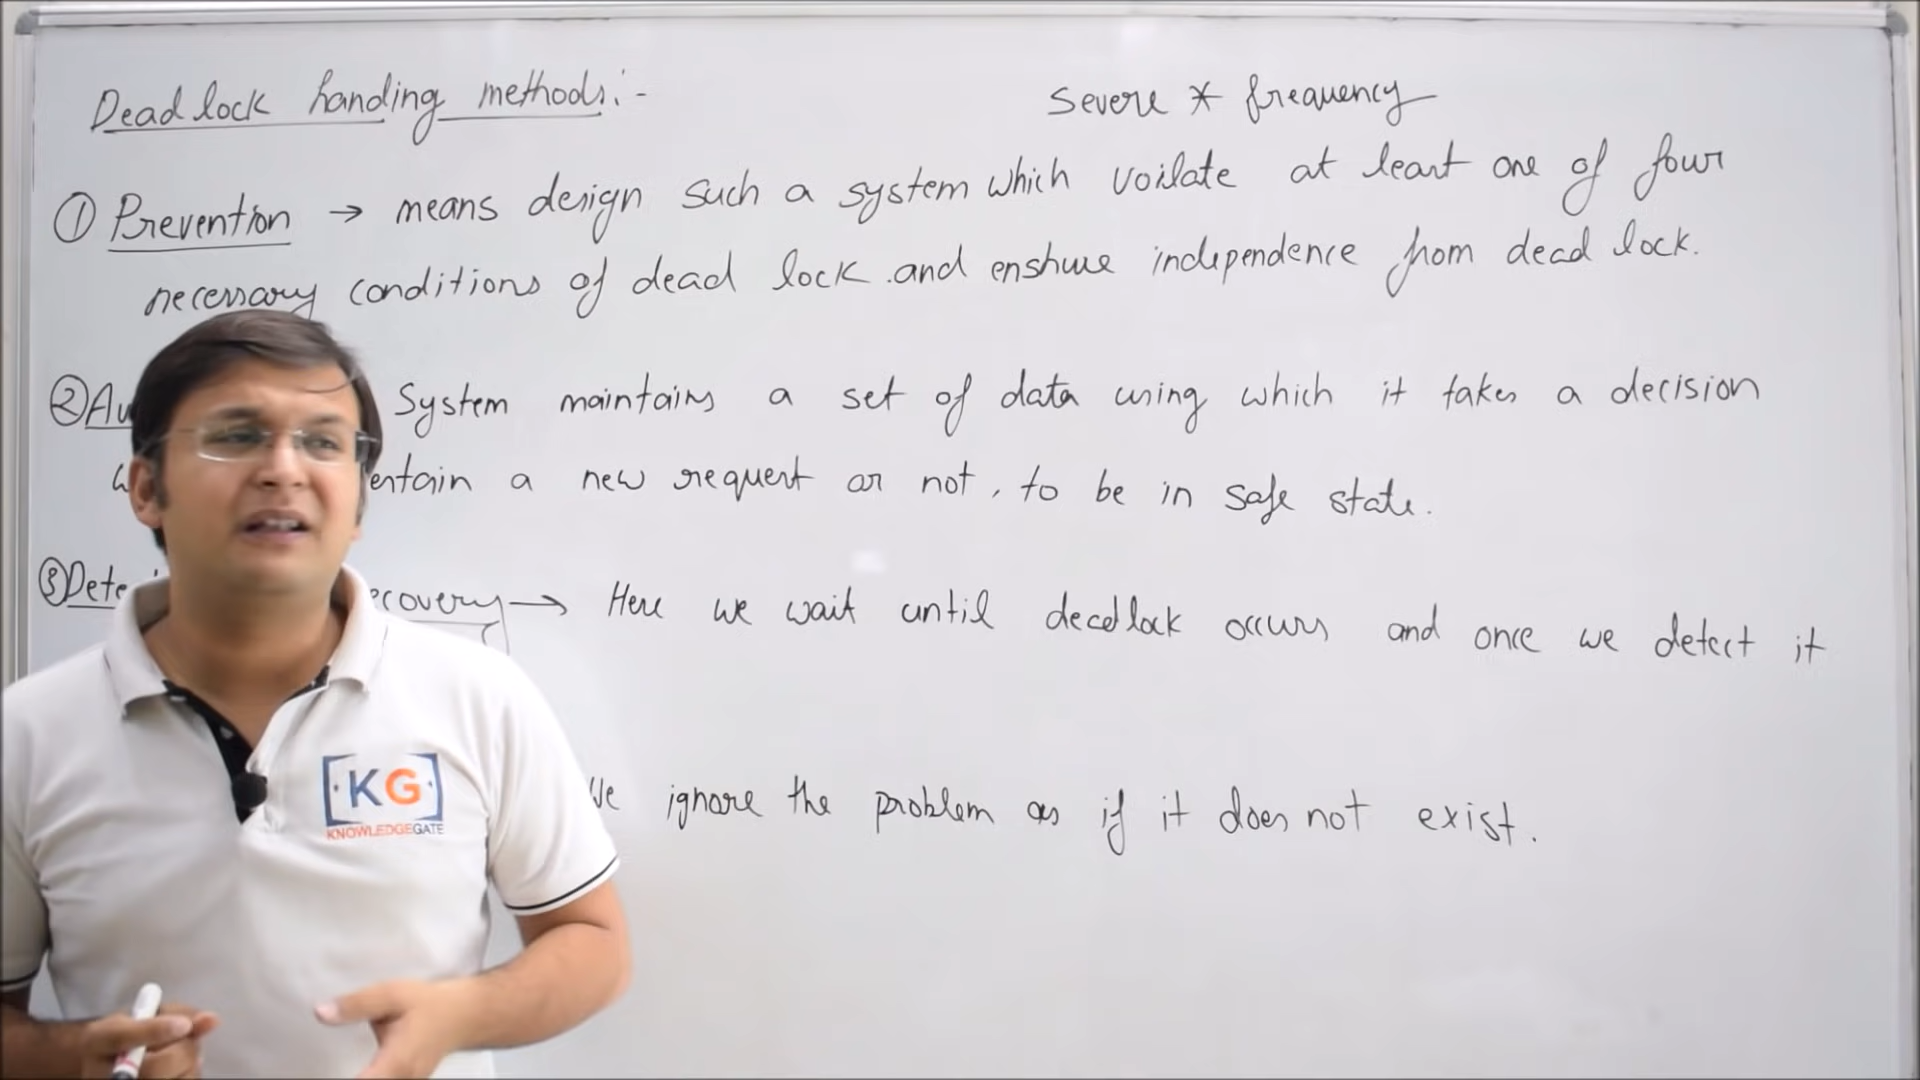 Dead lock handing methods:-
Severe * frequency
① Prevention → means design such a system which voilate at least one of four
necessary conditions of dead lock. and enshure independence from dead lock.
② System maintains a set of data using which it takes a decision
a new request or not, to be in safe state.
③ → Here we wait until decedlock occurs and once we detect it
We ignore the problem as if it does not exist.
KG
KNOWLEDGEGATE